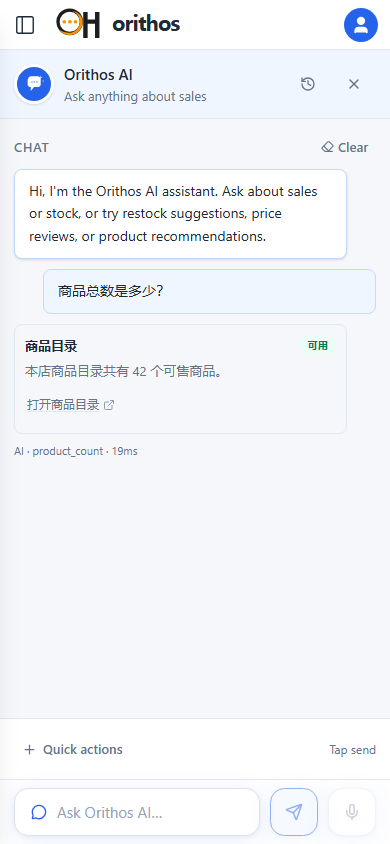 orithos
Orithos AI
Ask anything about sales
CHAT
Clear
Hi, I'm the Orithos AI assistant. Ask about sales
or stock, or try restock suggestions, price
reviews, or product recommendations.
商品总数是多少？
商品目录
可用
本店商品目录共有 42 个可售商品。
打开商品目录
AI · product_count · 19ms
Quick actions
Tap send
Ask Orithos AI...